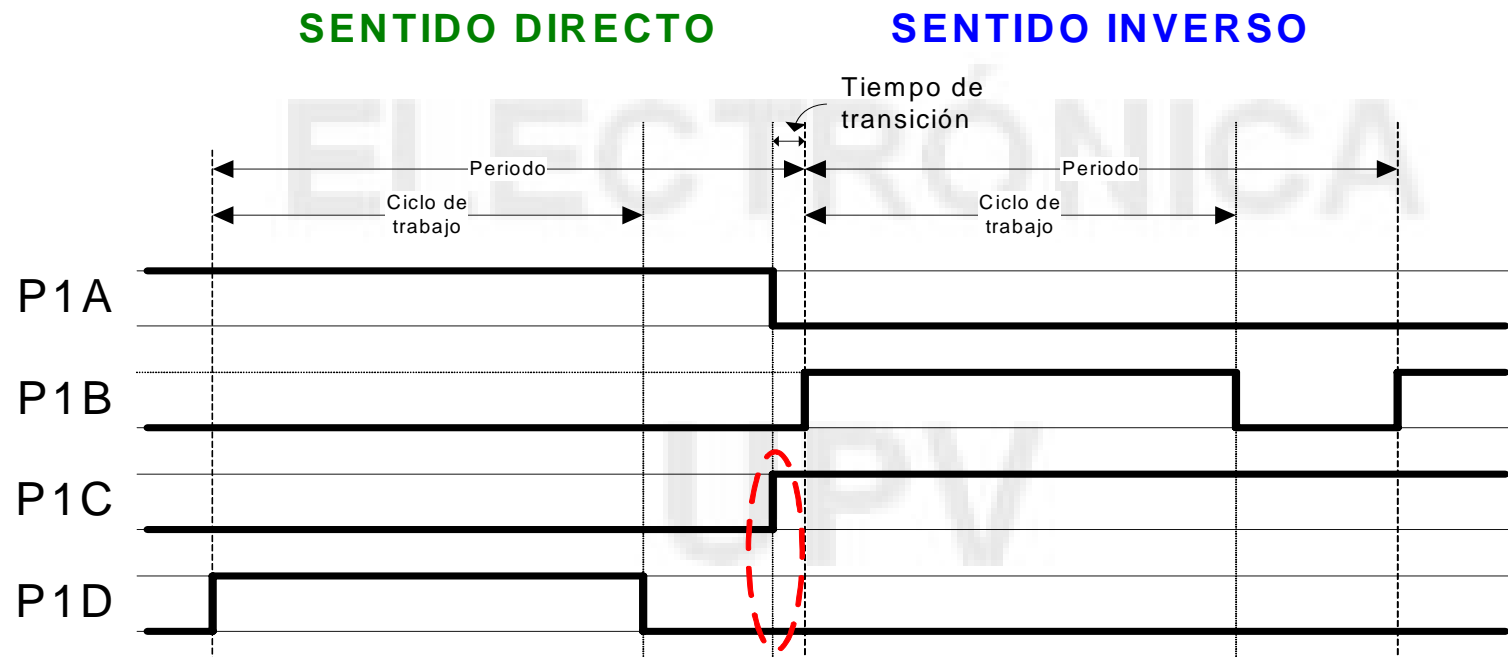 SENTIDO DIRECTO
SENTIDO INVERSO
ELECTRÓNICA
Tiempo de
transición
Periodo
Periodo
Ciclo de
trabajo
Ciclo de
trabajo
P1A
P1B
UPV
P1C
P1D